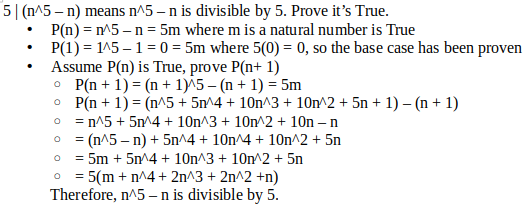 5 | (n^5 – n) means n^5 – n is divisible by 5. Prove it’s True.
• P(n) = n^5 – n = 5m where m is a natural number is True
• P(1) = 1^5 – 1 = 0 = 5m where 5(0) = 0, so the base case has been proven
• Assume P(n) is True, prove P(n+ 1)
◦ P(n + 1) = (n + 1)^5 – (n + 1) = 5m
◦ P(n + 1) = (n^5 + 5n^4 + 10n^3 + 10n^2 + 5n + 1) – (n + 1)
◦ = n^5 + 5n^4 + 10n^3 + 10n^2 + 10n – n
◦ = (n^5 – n) + 5n^4 + 10n^4 + 10n^2 + 5n
◦ = 5m + 5n^4 + 10n^3 + 10n^2 + 5n
◦ = 5(m + n^4 + 2n^3 + 2n^2 +n)
Therefore, n^5 – n is divisible by 5.